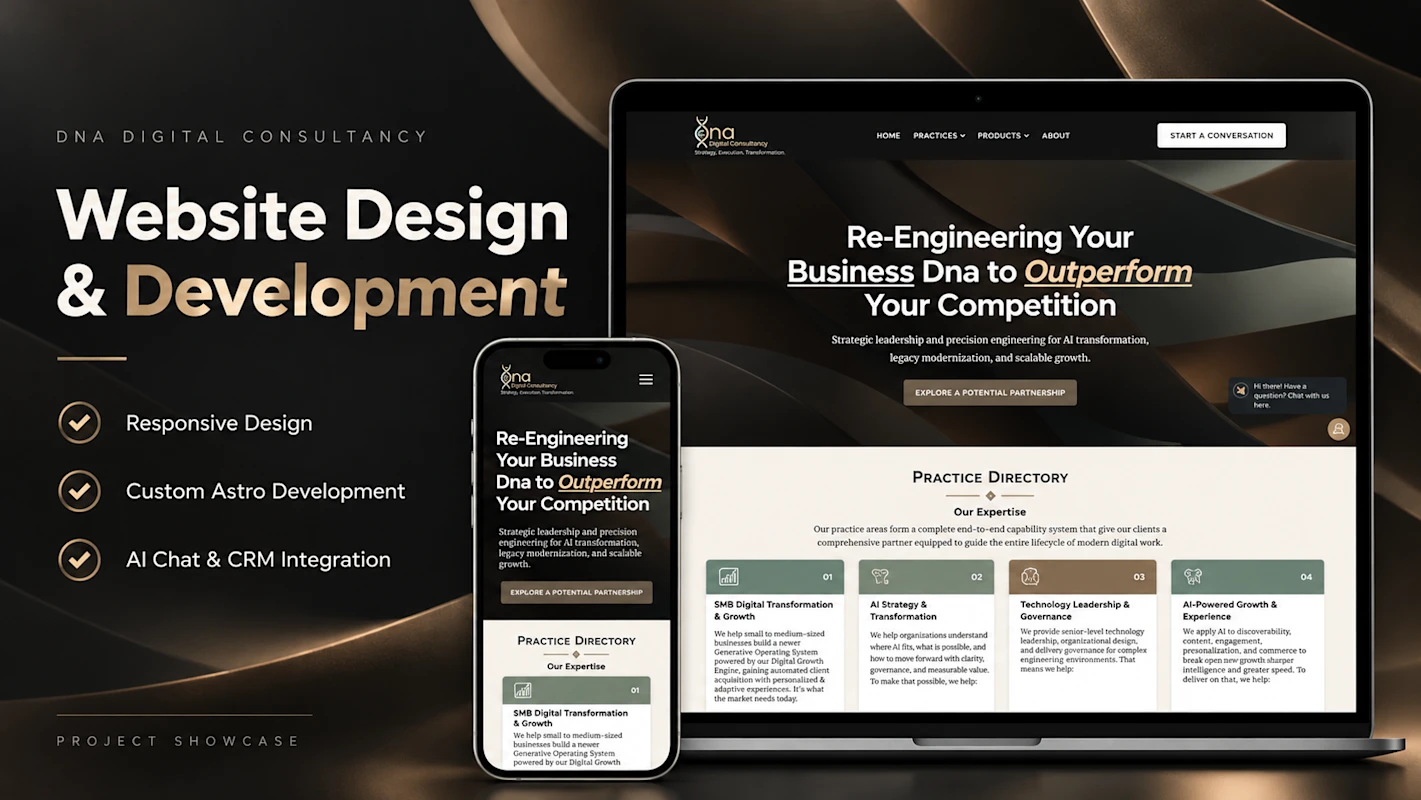 DNA DIGITAL CONSULTANCY
Website Design
& Development
Responsive Design
Custom Astro Development
AI Chat & CRM Integration
PROJECT SHOWCASE
dna
Digital Consultancy
Strategy. Execution. Transformation.
Re-Engineering
Your Business
Dna to Outperform
Your Competition
Strategic leadership and precision
engineering for AI transformation,
legacy modernization, and scalable
growth.
EXPLORE A POTENTIAL PARTNERSHIP
PRACTICE DIRECTORY
Our Expertise
01
SMB Digital Transformation
& Growth
We help small to medium-sized
businesses build a newer
Generative Operating System
powered by our Digital Growth
dna
Digital Consultancy
Strategy. Execution. Transformation.
HOME PRACTICES PRODUCTS ABOUT
START A CONVERSATION
Re-Engineering Your
Business Dna to Outperform
Your Competition
Strategic leadership and precision engineering for AI transformation,
legacy modernization, and scalable growth.
EXPLORE A POTENTIAL PARTNERSHIP
Hi there! Have a
question? Chat with us
here.
PRACTICE DIRECTORY
Our Expertise
Our practice areas form a complete end-to-end capability system that give our clients a
comprehensive partner equipped to guide the entire lifecycle of modern digital work.
01
SMB Digital Transformation
& Growth
We help small to medium-sized
businesses build a newer
Generative Operating System
powered by our Digital Growth
Engine, gaining automated client
acquisition with personalized &
adaptive experiences. It's what
the market needs today.
02
AI Strategy &
Transformation
We help organizations understand
where AI fits, what is possible, and
how to move forward with clarity,
governance, and measurable value.
To make that possible, we help:
03
Technology Leadership &
Governance
We provide senior-level technology
leadership, organizational design,
and delivery governance for complex
engineering environments. That
means we help:
04
AI-Powered Growth &
Experience
We apply AI to discoverability,
content, engagement,
personalization, and commerce to
break open new growth sharper
intelligence and greater speed. To
deliver on that, we help: